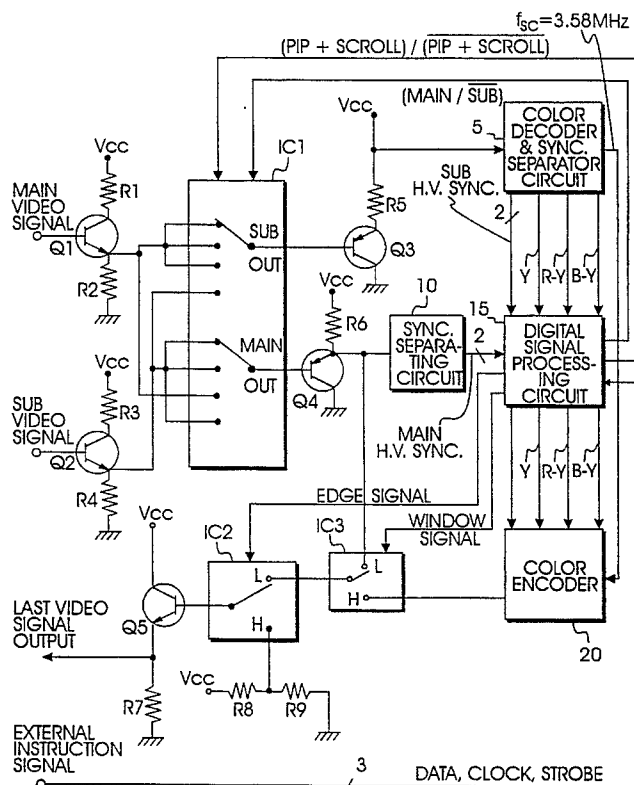 fSC=3.58MHz
(PIP + SCROLL) / (PIP + SCROLL)
(MAIN / SUB)
Vcc
5
COLOR
DECODER
& SYNC.
SEPARATOR
CIRCUIT
IC1
Vcc
R1
MAIN
VIDEO
SIGNAL
Q1
R2
SUB
OUT
R5
Q3
SUB
H.V. SYNC.
2
Y
R-Y
B-Y
Vcc
10
15
R6
SYNC.
SEPARA-
TING
CIRCUIT
2
DIGITAL
SIGNAL
PROCESS-
ING
CIRCUIT
MAIN
OUT
Q4
Vcc
R3
SUB
VIDEO
SIGNAL
Q2
R4
MAIN
H.V. SYNC.
Y
R-Y
B-Y
EDGE SIGNAL
WINDOW
SIGNAL
Vcc
IC2
IC3
L
L
H
H
COLOR
ENCODER
20
Q5
LAST VIDEO
SIGNAL
OUTPUT
Vcc
R8
R9
R7
EXTERNAL
INSTRUCTION
SIGNAL
3
DATA, CLOCK, STROBE